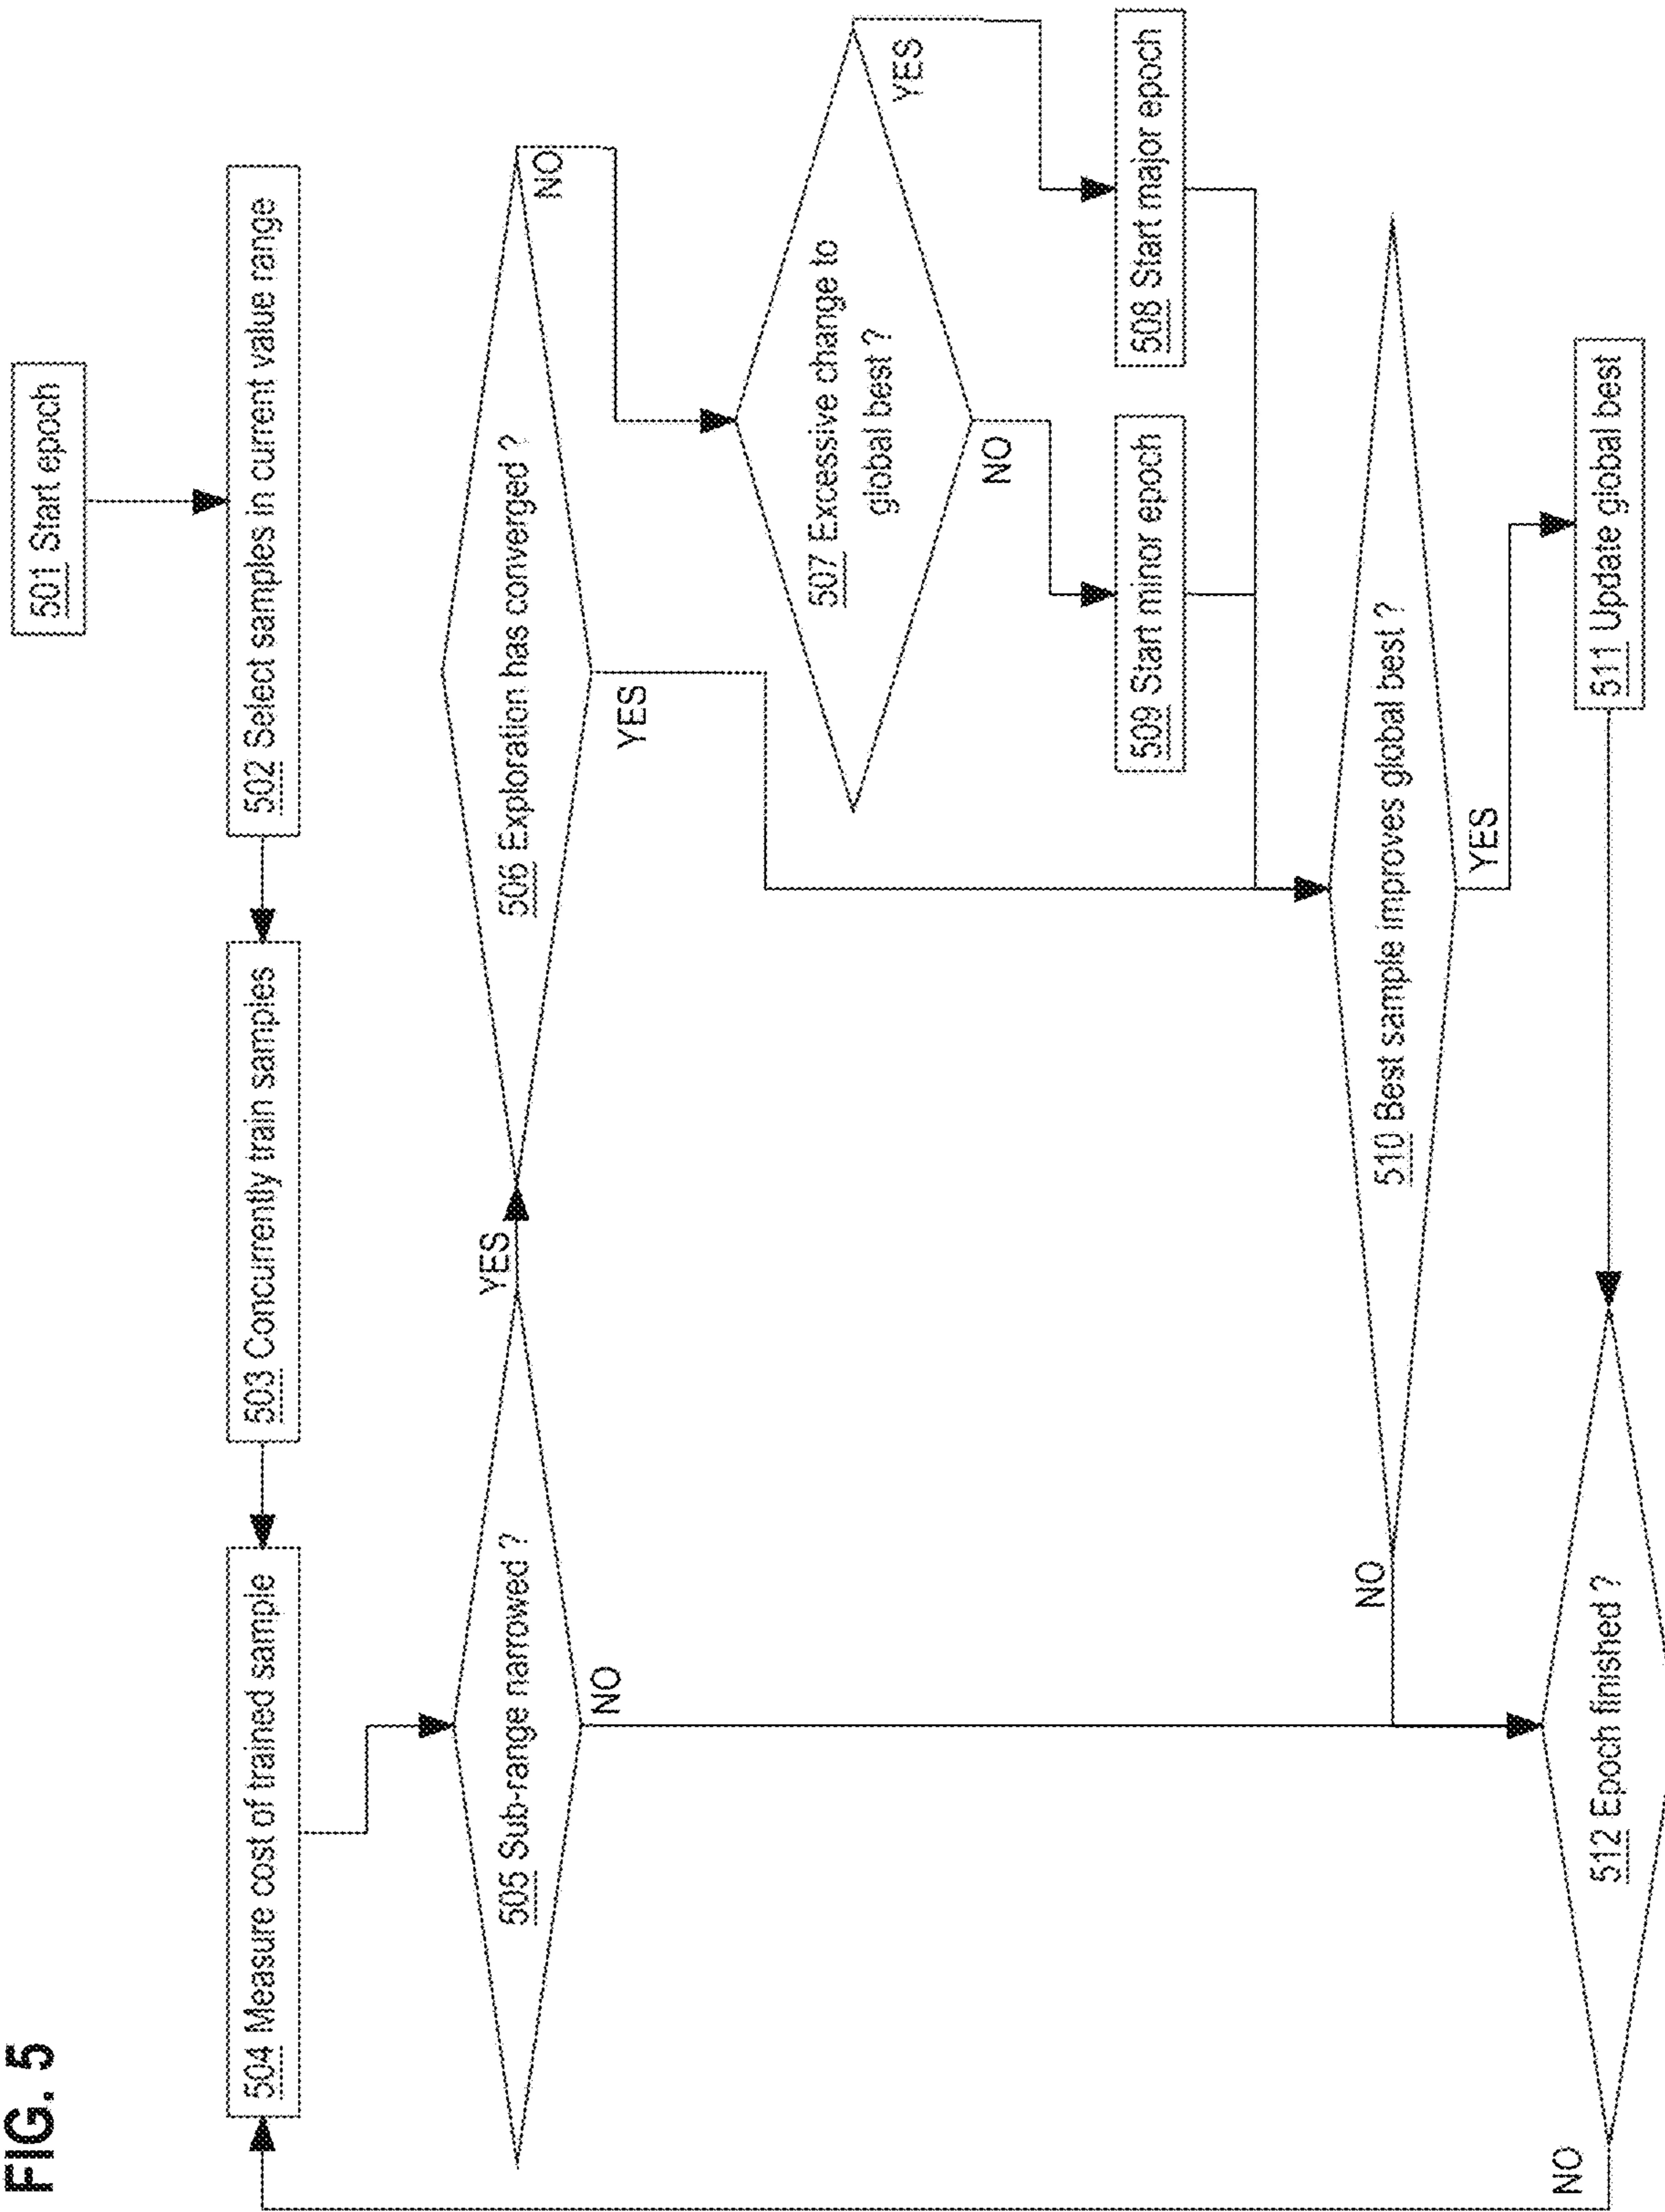 FIG. 5
501 Start epoch
502 Select samples in current value range
503 Concurrently train samples
504 Measure cost of trained sample
505 Sub-range narrowed ?
YES
NO
506 Exploration has converged ?
NO
YES
507 Excessive change to
global best ?
YES
NO
508 Start major epoch
509 Start minor epoch
510 Best sample improves global best ?
NO
YES
511 Update global best
512 Epoch finished ?
NO